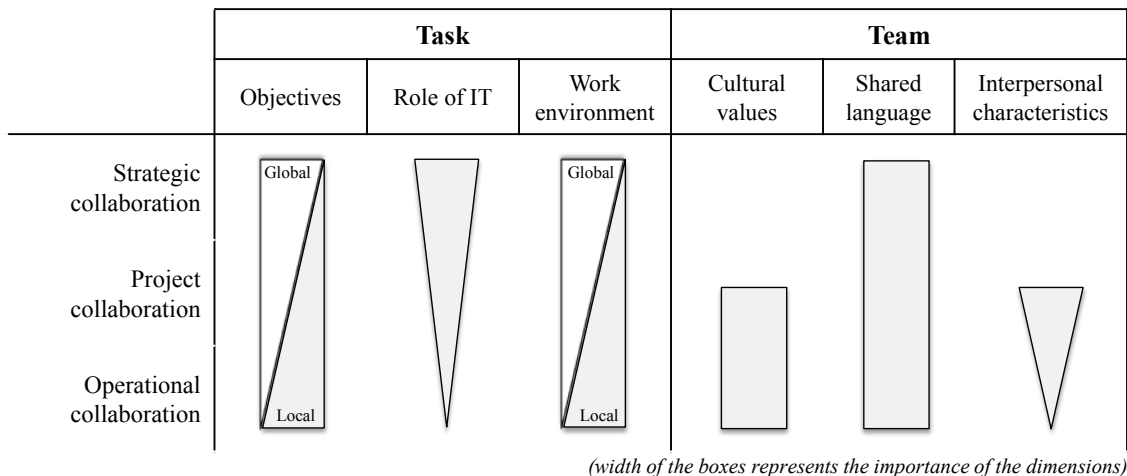 Task
Team
Objectives
Role of IT
Work
environment
Cultural
values
Shared
language
Interpersonal
characteristics
Strategic
collaboration
Global
Global
Project
collaboration
Operational
collaboration
Local
Local
(width of the boxes represents the importance of the dimensions)